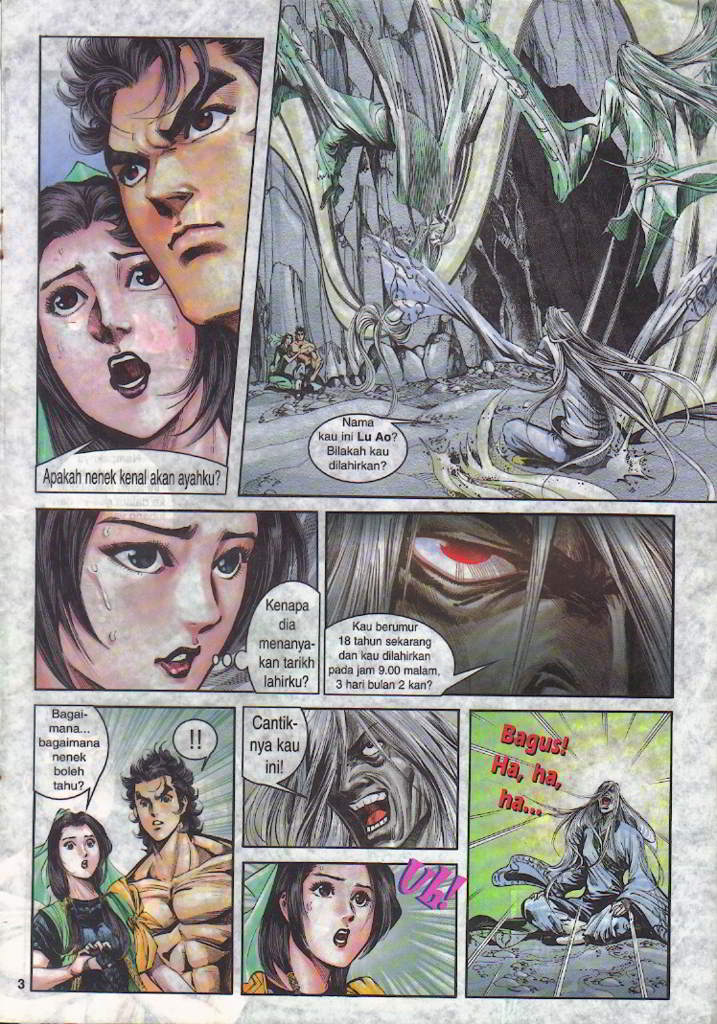 Apakah nenek kenal akan ayahku?
Nama
kau ini Lu Ao?
Bilakah kau
dilahirkan?
Kenapa
dia
menanya-
kan tarikh
lahirku?
Kau berumur
18 tahun sekarang
dan kau dilahirkan
pada jam 9.00 malam,
3 hari bulan 2 kan?
Bagai-
mana...
bagaimana
nenek
boleh
tahu?
!!
Cantik-
nya kau
ini!
Uh!
Bagus!
Ha, ha,
ha...
3